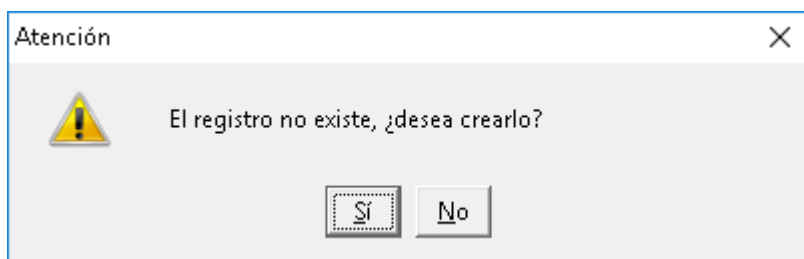 Atención
El registro no existe, ¿desea crearlo?
Sí No